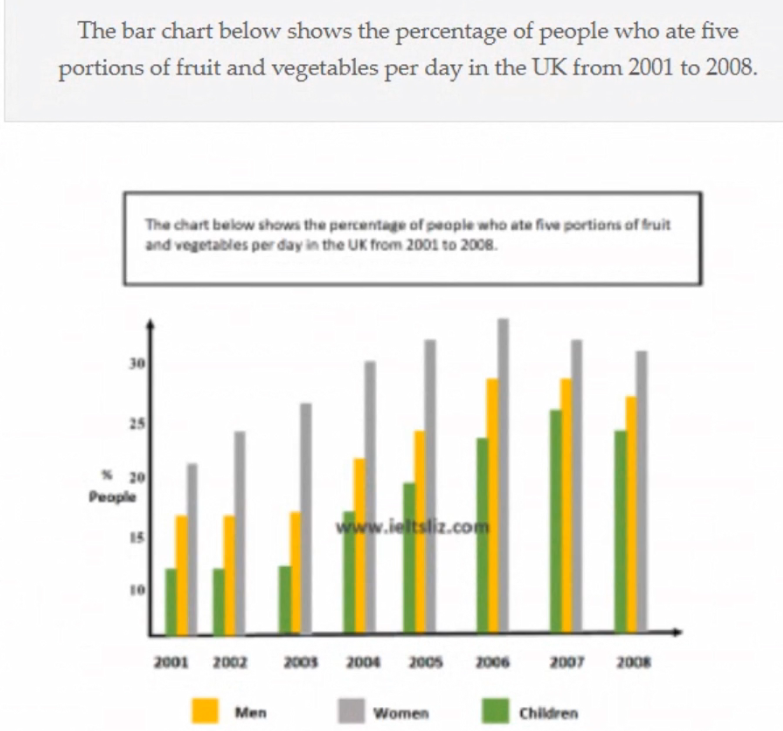 The bar chart below shows the percentage of people who ate five
portions of fruit and vegetables per day in the UK from 2001 to 2008.
The chart below shows the percentage of people who ate five portions of fruit
and vegetables per day in the UK from 2001 to 2008.
30
25
% 20
People
15
10
www.ieltsliz.com
2001 2002 2003 2004 2005 2006 2007 2008
Men Women Children